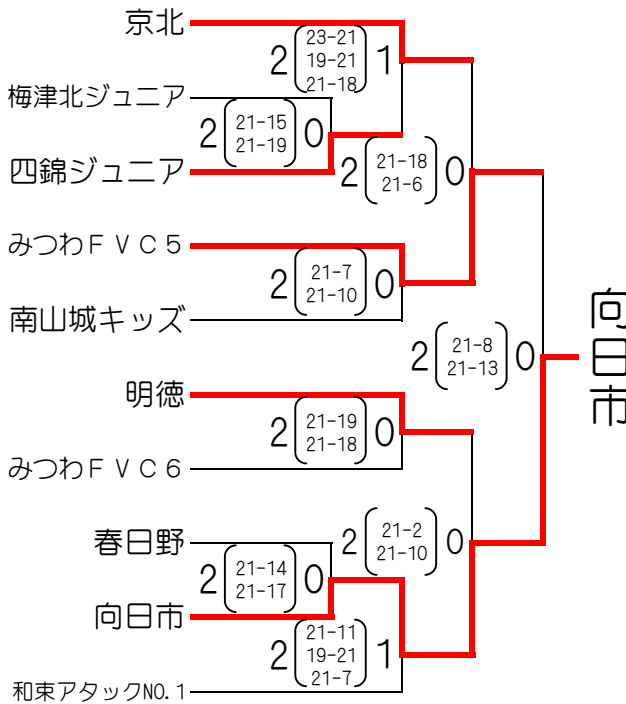 京北
2 23-21 1
19-21
21-18
梅津北ジュニア
2 21-15 0
21-19
四錦ジュニア
2 21-18 0
21-6
みつわFVC5
2 21-7 0
21-10
南山城キッズ
向日市
2 21-8 0
21-13
明徳
2 21-19 0
21-18
みつわFVC6
春日野
2 21-2 0
21-10
2 21-14 0
21-17
向日市
2 21-11 1
19-21
21-7
和束アタックNO.1